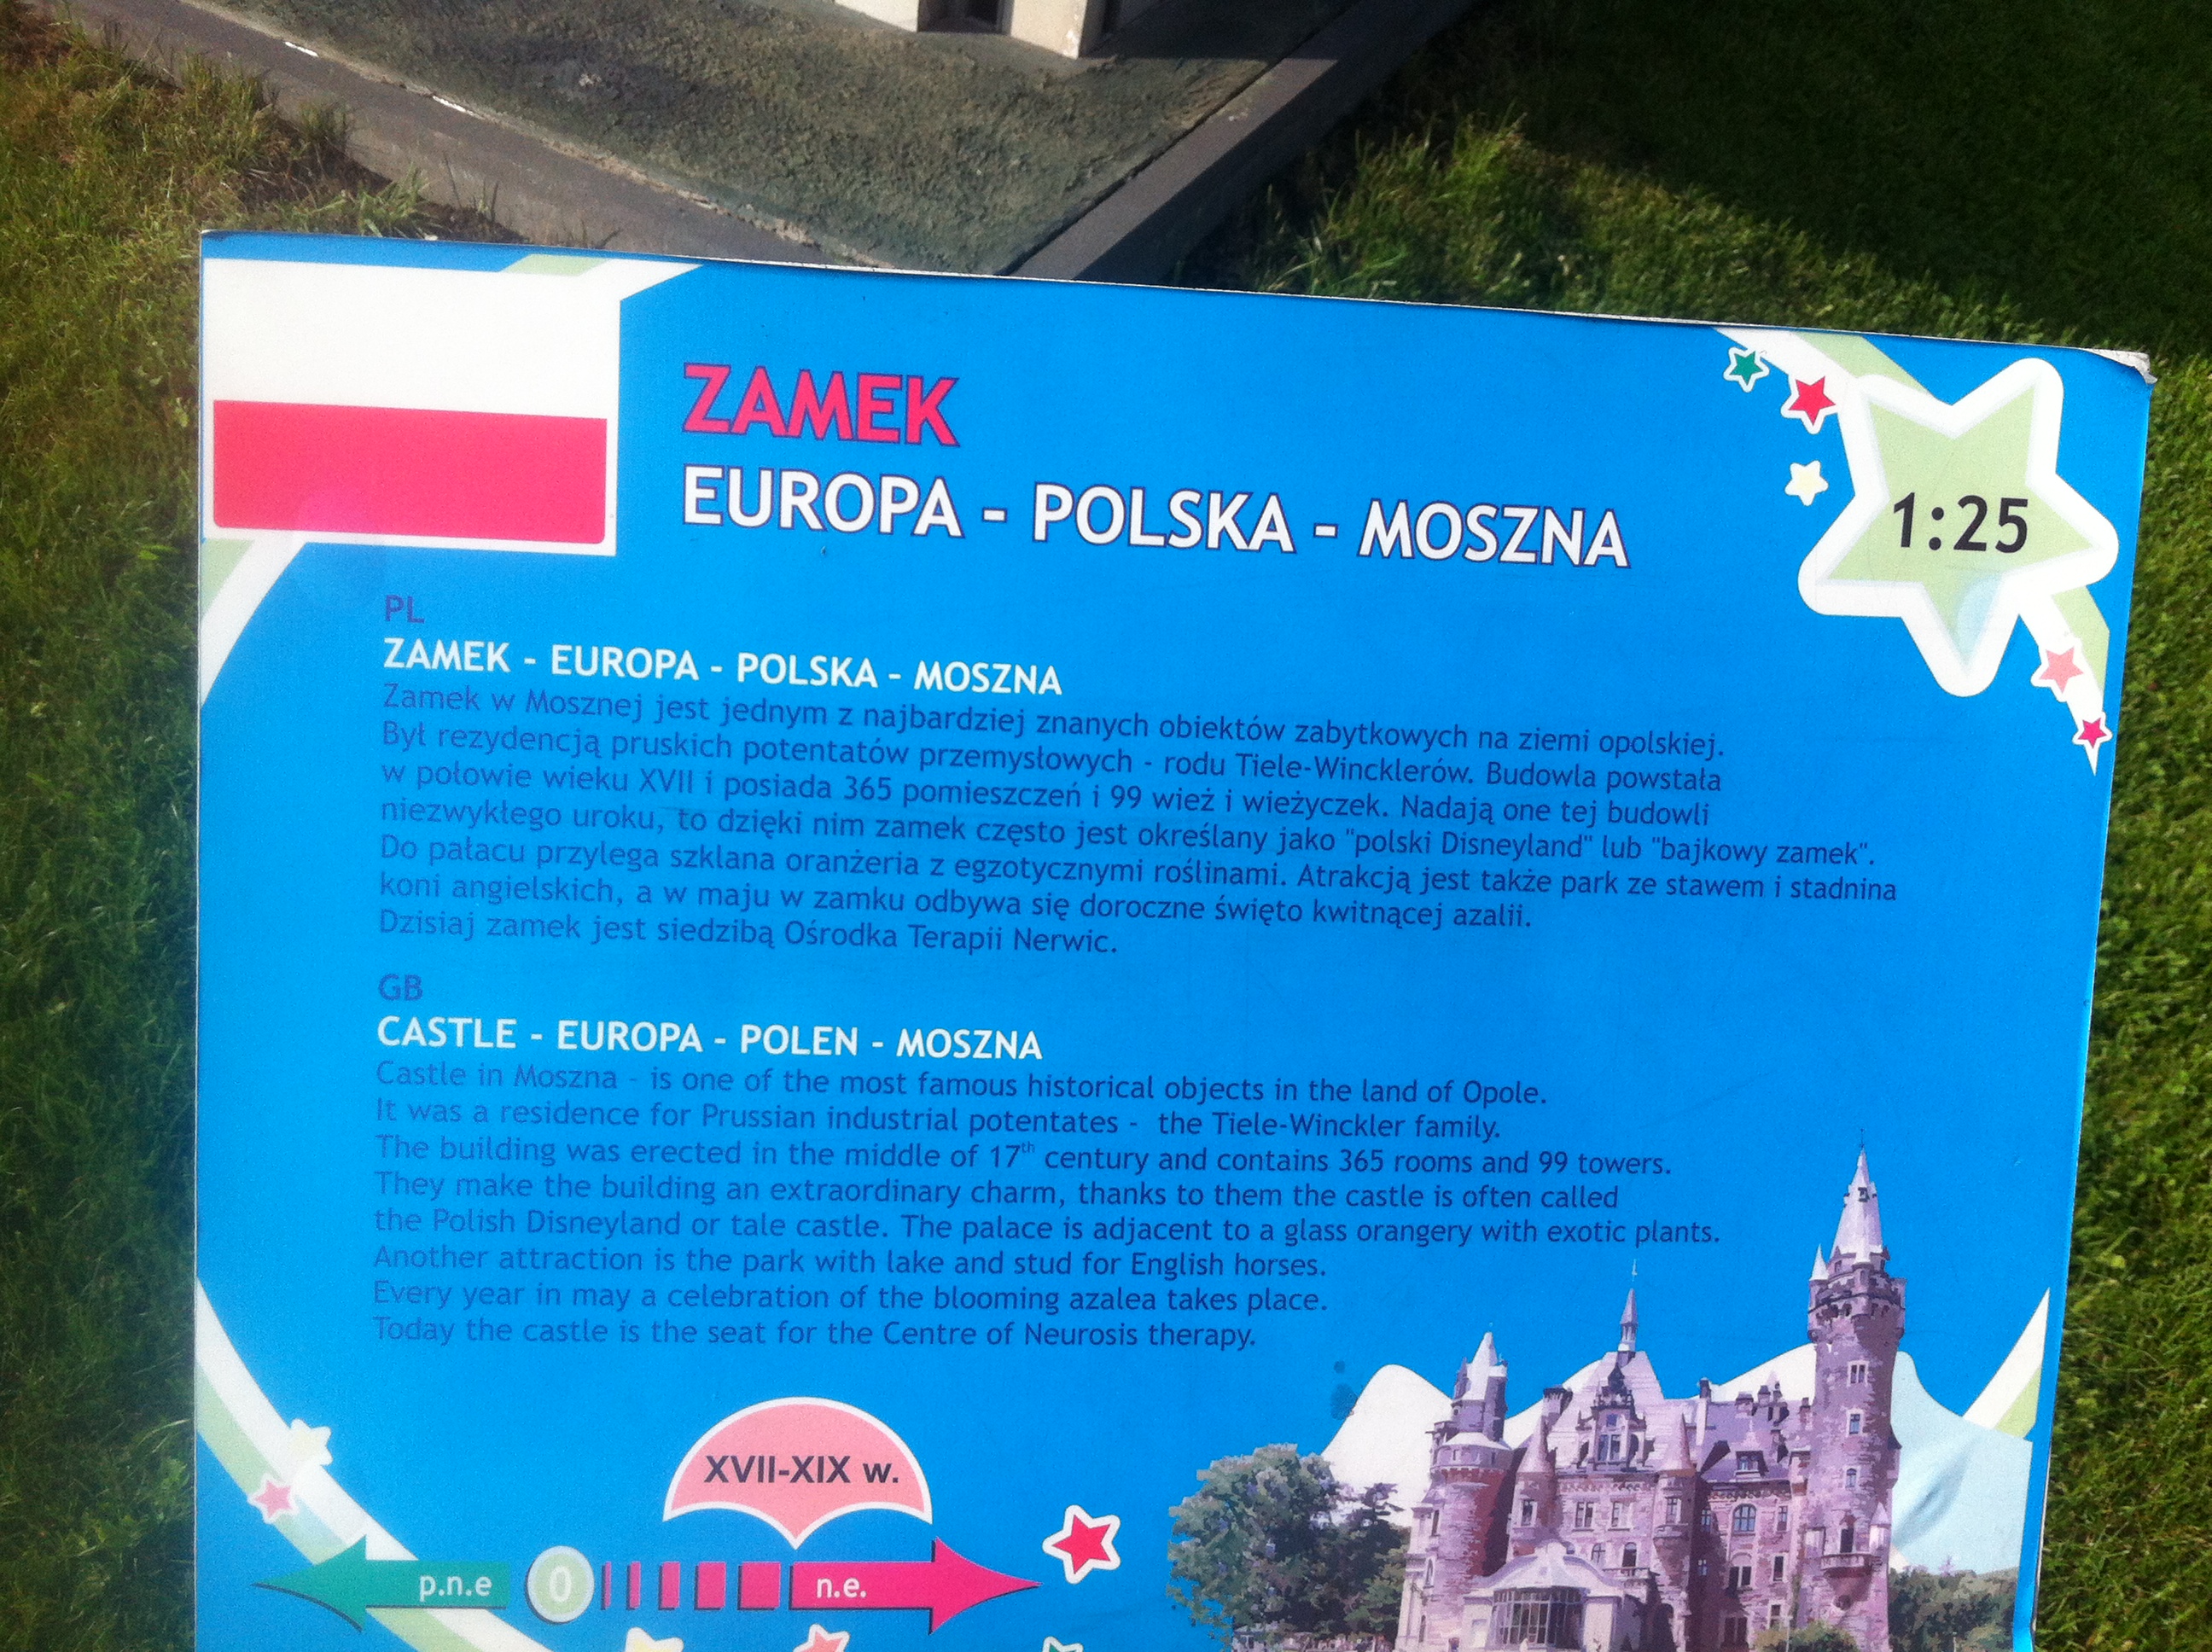 ZAMEK
EUROPA - POLSKA - MOSZNA
1:25
PL
ZAMEK - EUROPA - POLSKA - MOSZNA
Zamek w Mosznej jest jednym z najbardziej znanych obiektów zabytkowych na ziemi opolskiej.
Był rezydencją pruskich potentatów przemysłowych - rodu Tiele-Wincklerów. Budowla powstała
w połowie wieku XVII i posiada 365 pomieszczeń i 99 wież i wieżyczek. Nadają one tej budowli
niezwykłego uroku, to dzięki nim zamek często jest określany jako "polski Disneyland" lub "bajkowy zamek".
Do pałacu przylega szklana oranżeria z egzotycznymi roślinami. Atrakcją jest także park ze stawem i stadnina
koni angielskich, a w maju w zamku odbywa się doroczne święto kwitnącej azalii.
Dzisiaj zamek jest siedzibą Ośrodka Terapii Nerwic.
GB
CASTLE - EUROPA - POLEN - MOSZNA
Castle in Moszna - is one of the most famous historical objects in the land of Opole.
It was a residence for Prussian industrial potentates - the Tiele-Winckler family.
The building was erected in the middle of 17th century and contains 365 rooms and 99 towers.
They make the building an extraordinary charm, thanks to them the castle is often called
the Polish Disneyland or tale castle. The palace is adjacent to a glass orangery with exotic plants.
Another attraction is the park with lake and stud for English horses.
Every year in may a celebration of the blooming azalea takes place.
Today the castle is the seat for the Centre of Neurosis therapy.
XVII-XIX w.
p.n.e 0 n.e.